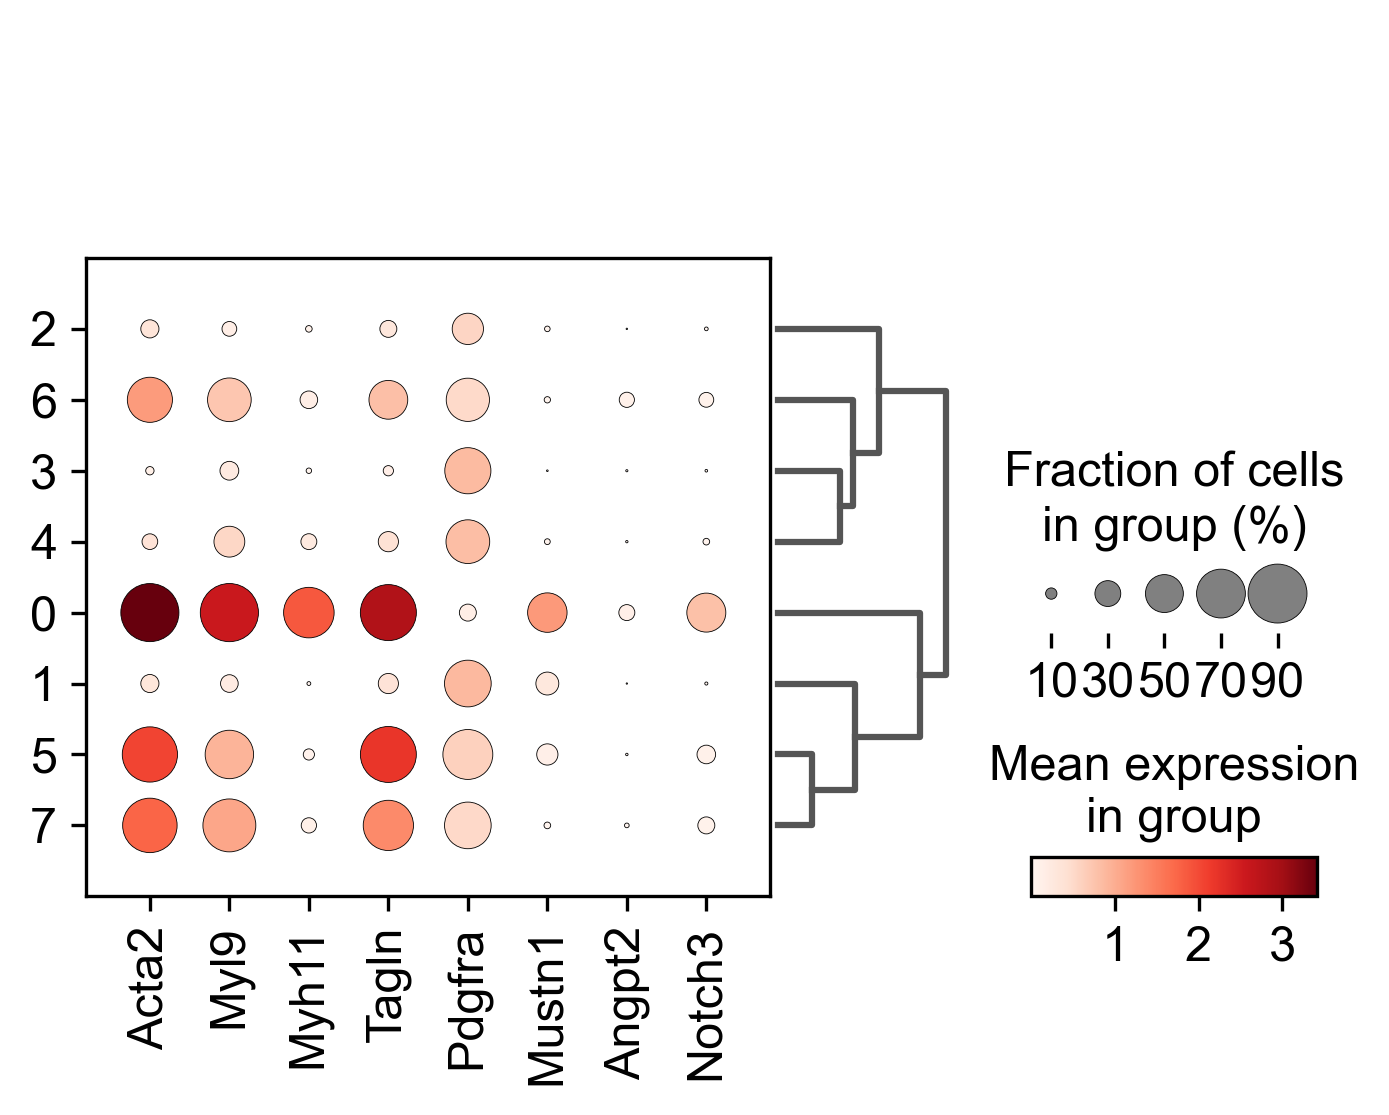 2
6
3
4
0
1
5
7
Acta2
Myl9
Myh11
Tagln
Pdgfra
Mustn1
Angpt2
Notch3
Fraction of cells
in group (%)
10 30 50 70 90
Mean expression
in group
1 2 3